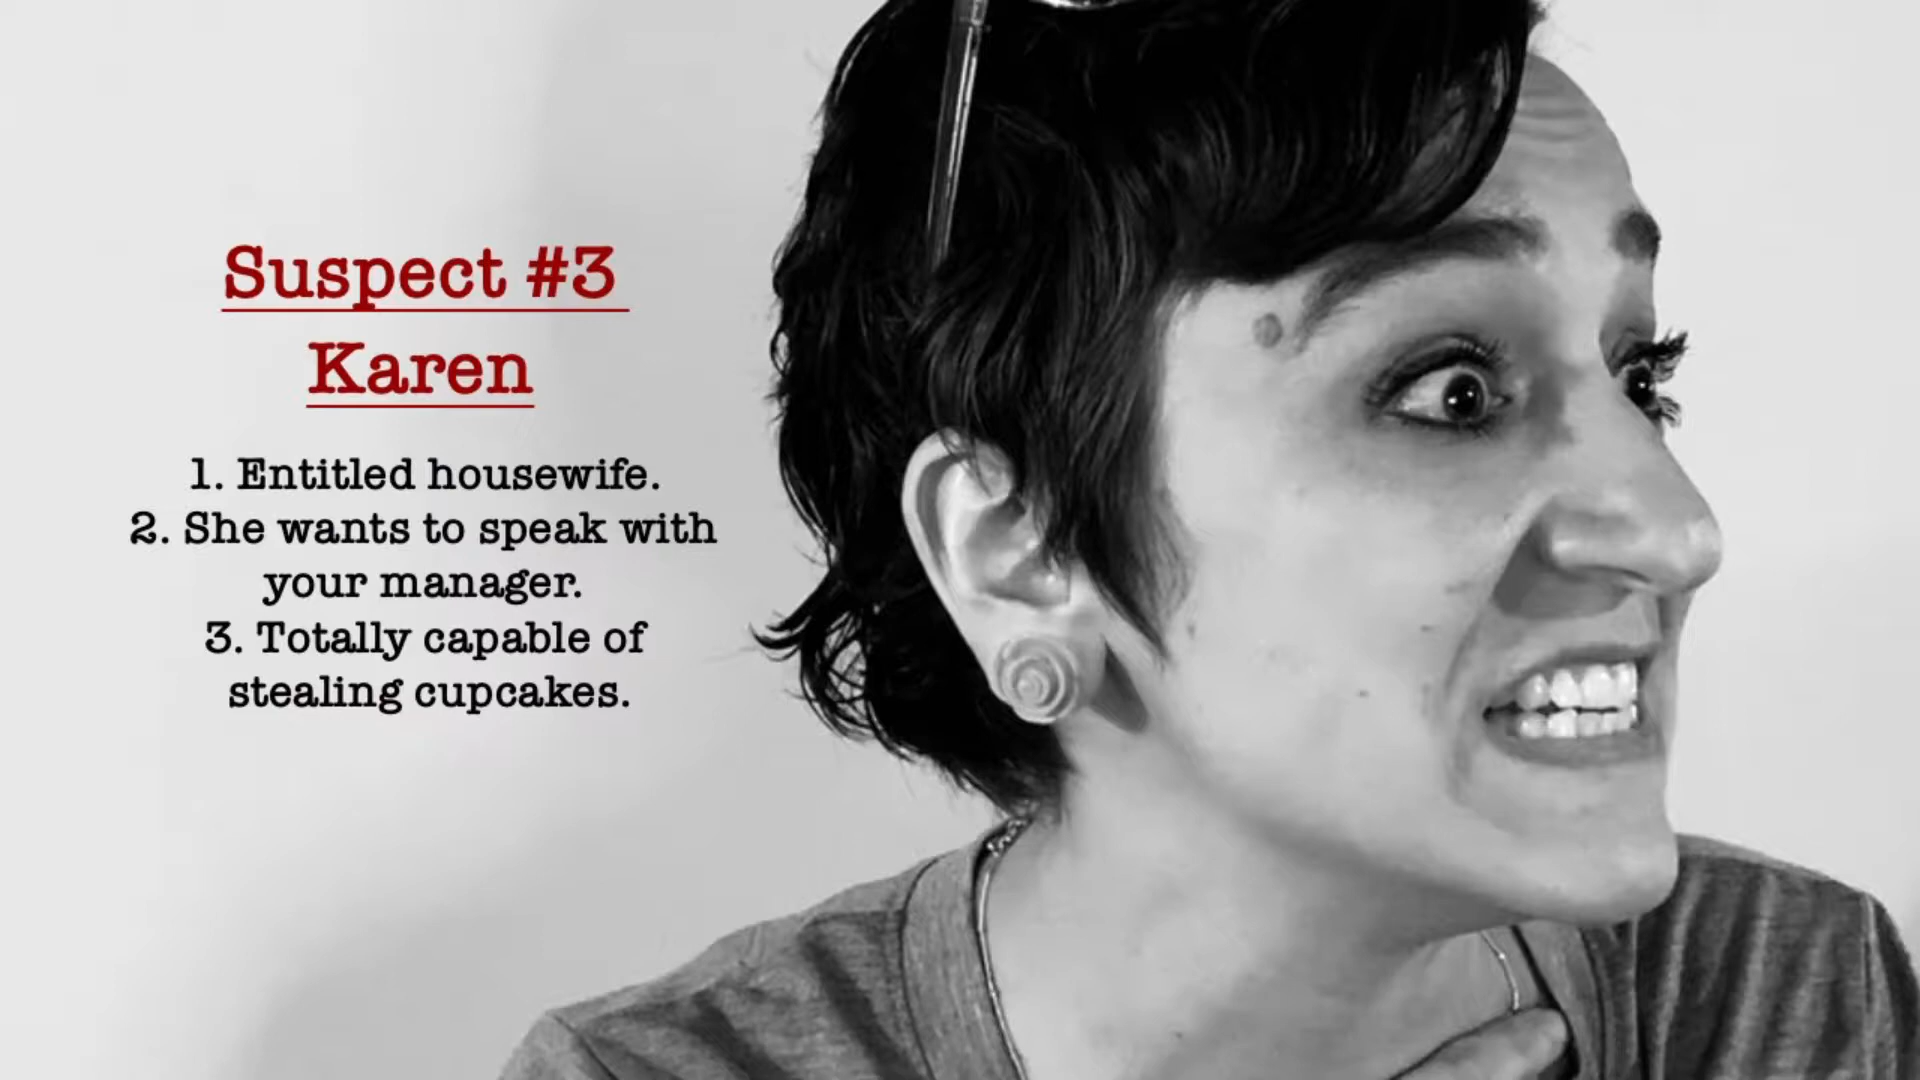 Suspect #3
Karen
1. Entitled housewife.
2. She wants to speak with
your manager.
3. Totally capable of
stealing cupcakes.